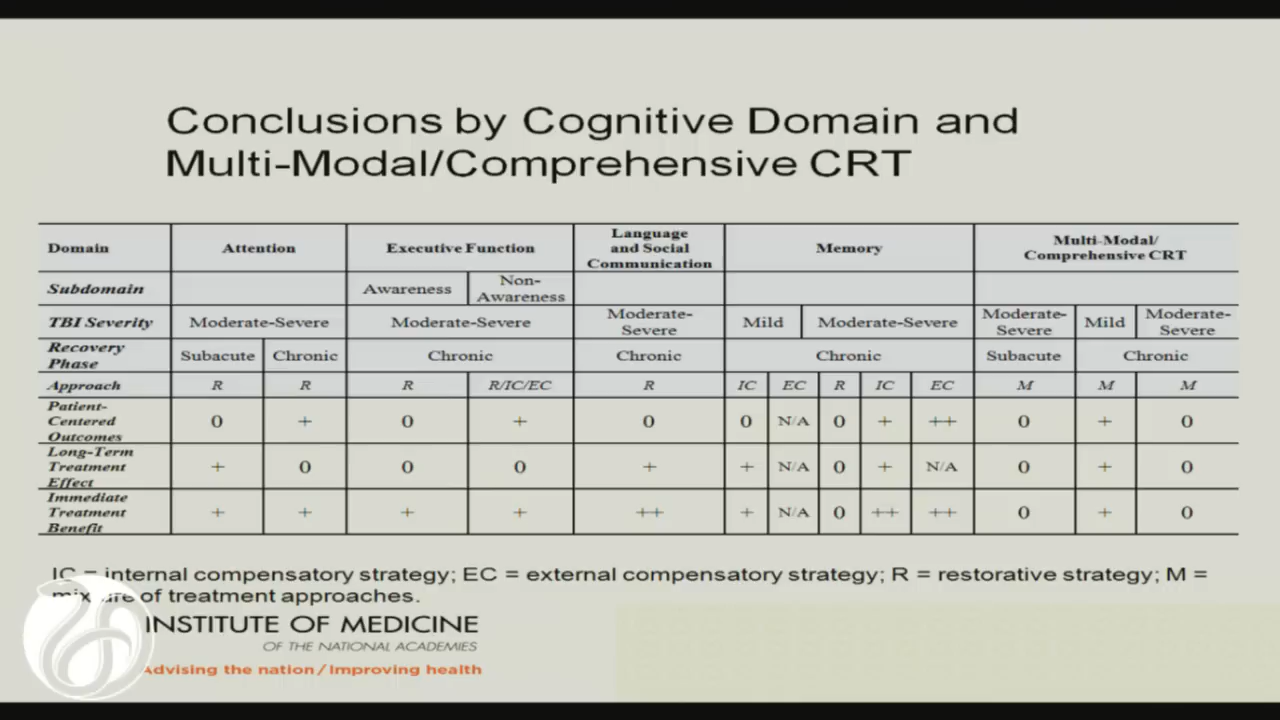 Conclusions by Cognitive Domain and
Multi-Modal/Comprehensive CRT
Domain Attention Executive Function Language and Social Communication Memory Multi-Modal/ Comprehensive CRT
Subdomain Awareness Non-Awareness
TBI Severity Moderate-Severe Moderate-Severe Moderate-Severe Mild Moderate-Severe Moderate-Severe Mild Moderate-Severe
Recovery Phase Subacute Chronic Chronic Chronic Chronic Subacute Chronic
Approach R R R R/IC/EC R IC EC R IC EC M M M
Patient-Centered Outcomes 0 + 0 + 0 0 N/A 0 + ++ 0 + 0
Long-Term Treatment Effect + 0 0 0 + + N/A 0 + N/A 0 + 0
Immediate Treatment Benefit + + + + ++ + N/A 0 ++ ++ 0 + 0
IC = internal compensatory strategy; EC = external compensatory strategy; R = restorative strategy; M =
mixture of treatment approaches.
INSTITUTE OF MEDICINE
OF THE NATIONAL ACADEMIES
Advising the nation / Improving health